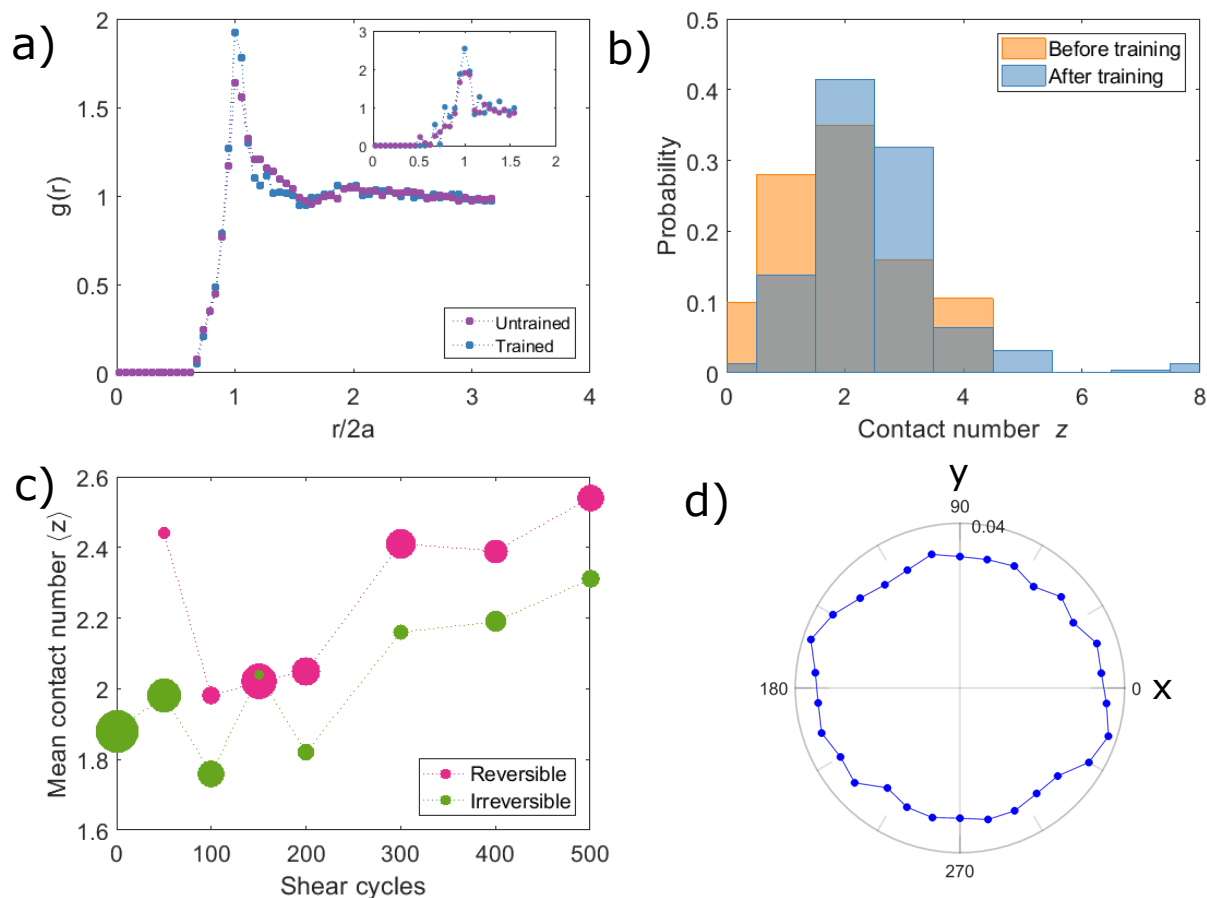 a)
2
1.5
1
0.5
0
g(r)
0
1
2
3
4
r/2a
3
2
1
0
0
0.5
1
1.5
2
Untrained
Trained
b)
0.5
0.4
0.3
0.2
0.1
0
Probability
0
2
4
6
8
Contact number z
Before training
After training
c)
2.6
2.4
2.2
2
1.8
1.6
Mean contact number ⟨z⟩
0
100
200
300
400
500
Shear cycles
Reversible
Irreversible
d)
y
90
0.04
180
0
x
270